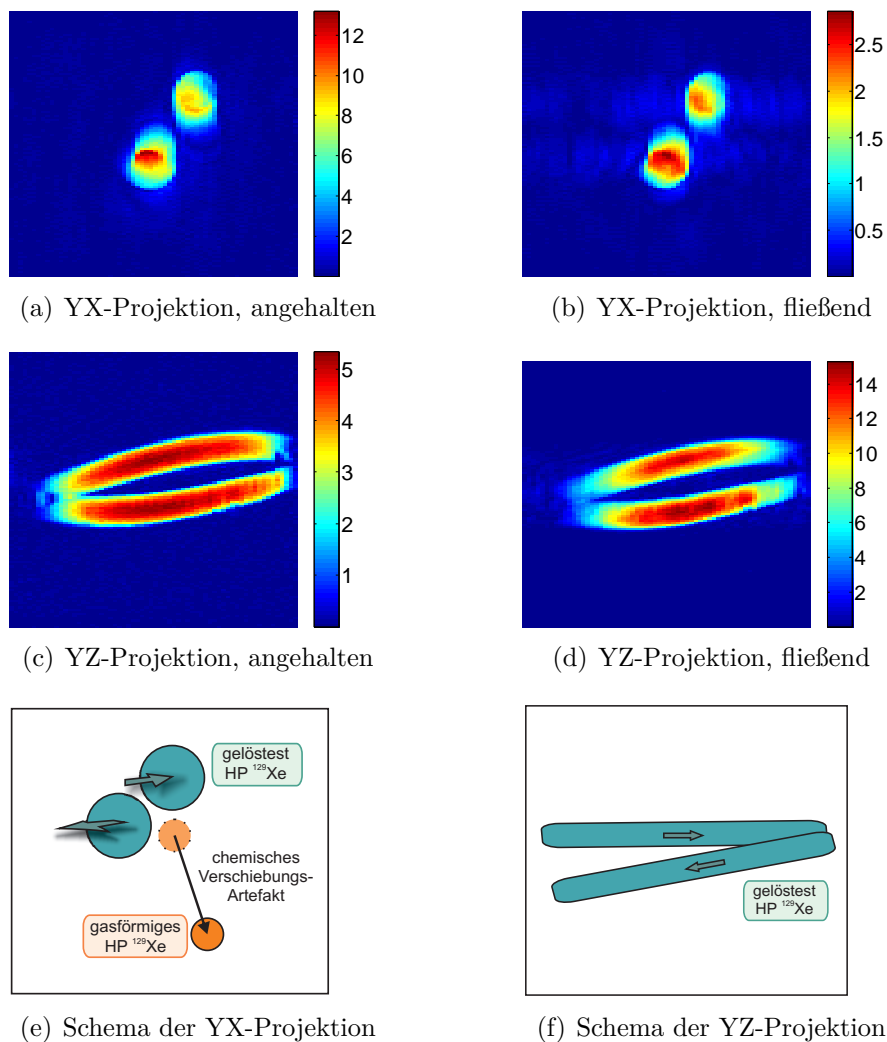 12
10
8
6
4
2
2.5
2
1.5
1
0.5
(a) YX-Projektion, angehalten
(b) YX-Projektion, fließend
5
4
3
2
1
14
12
10
8
6
4
2
(c) YZ-Projektion, angehalten
(d) YZ-Projektion, fließend
gelöstest
HP ¹²⁹Xe
chemisches
Verschiebungs-
Artefakt
gasförmiges
HP ¹²⁹Xe
gelöstest
HP ¹²⁹Xe
(e) Schema der YX-Projektion
(f) Schema der YZ-Projektion